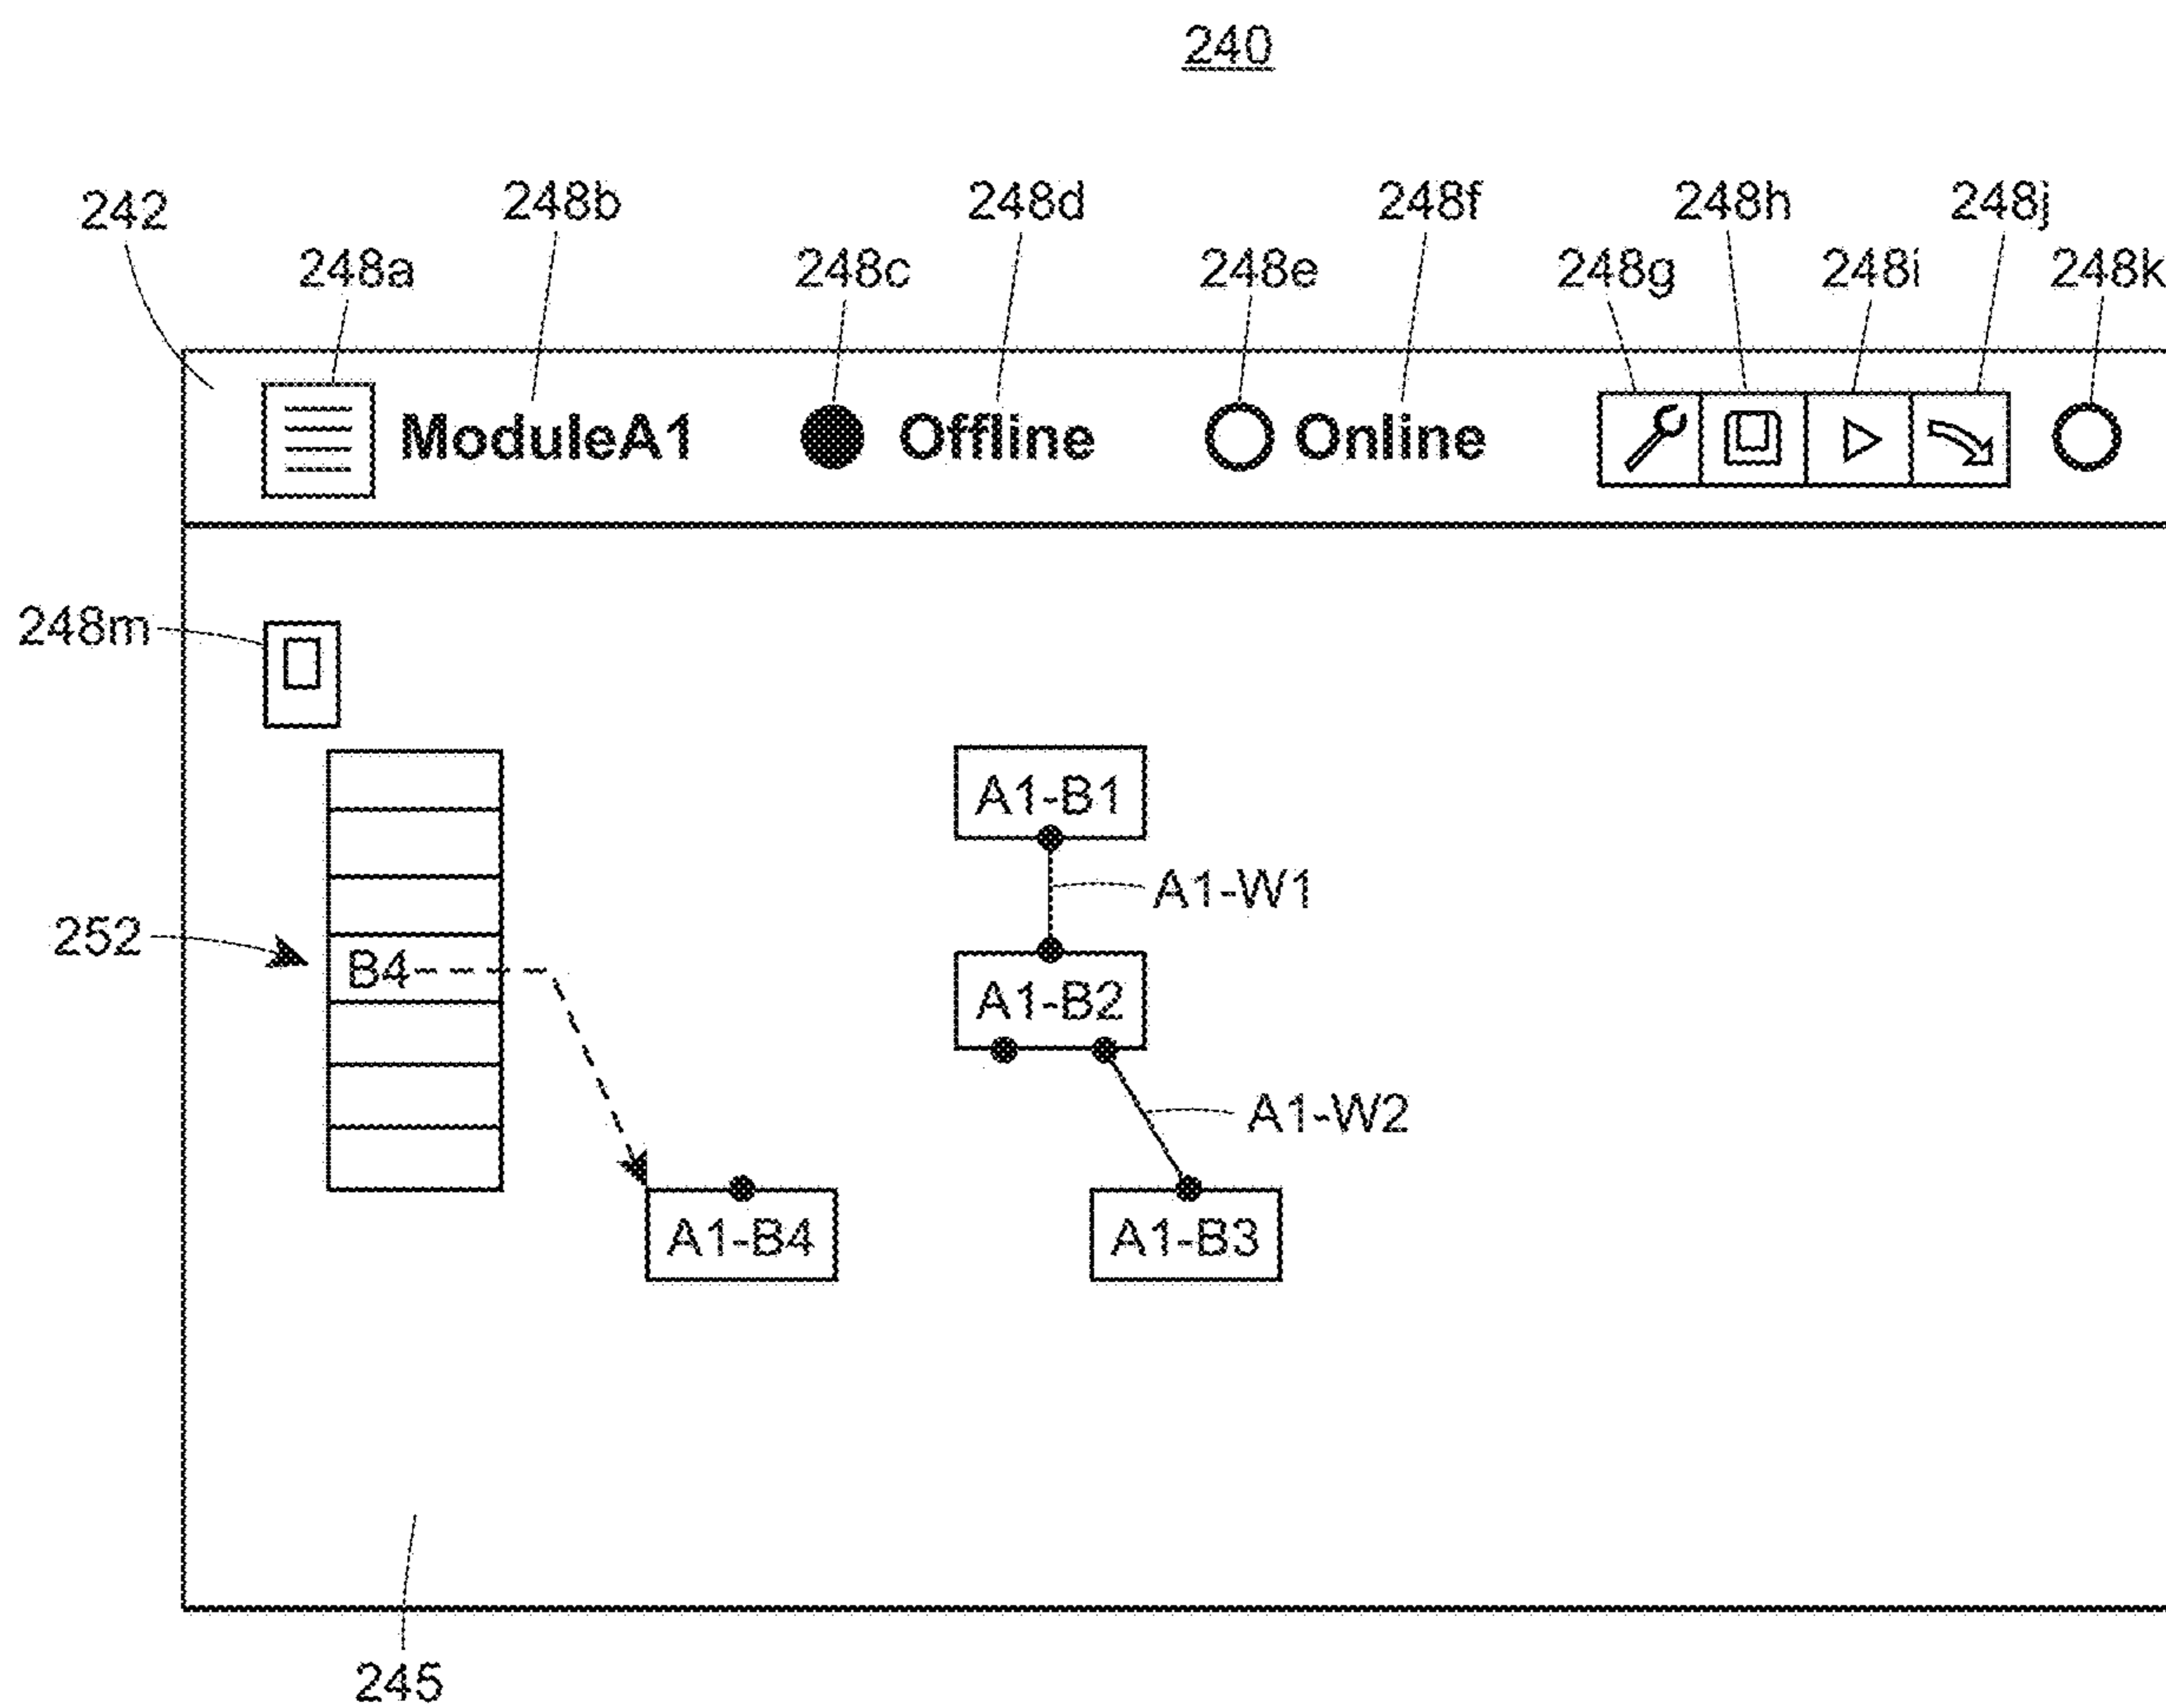 240
242
248b
248d
248f
248h
248j
248a
248c
248e
248g
248i
248k
ModuleA1
Offline
Online
248m
A1-B1
A1-W1
252
B4
A1-B2
A1-W2
A1-B4
A1-B3
245